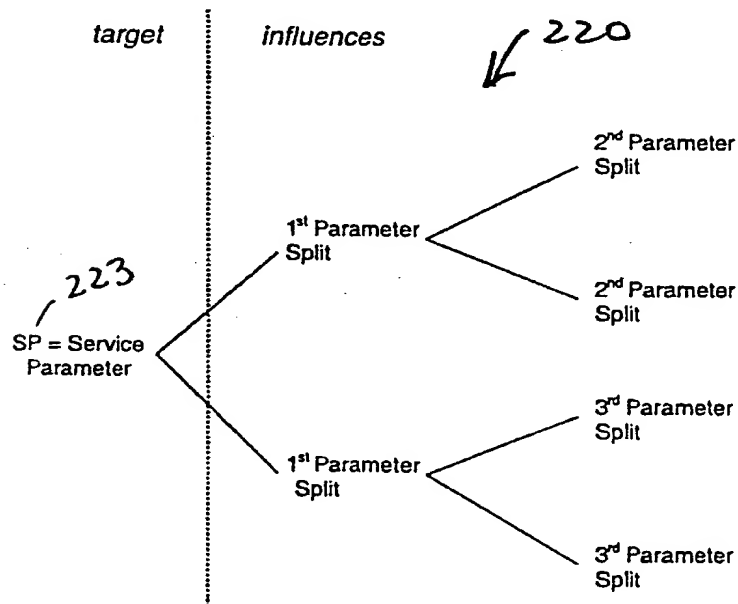 target
influences
220
2nd Parameter
Split
1st Parameter
Split
2nd Parameter
Split
223
SP = Service
Parameter
3rd Parameter
Split
1st Parameter
Split
3rd Parameter
Split